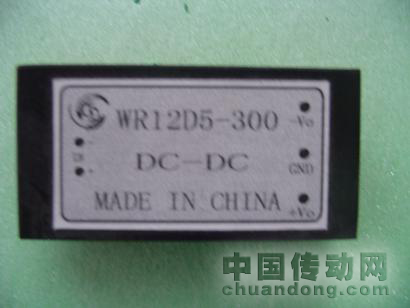 WR12D5-300
-Vo
DC-DC
GND
MADE IN CHINA
+Vo
中国传动网
chuandong.com